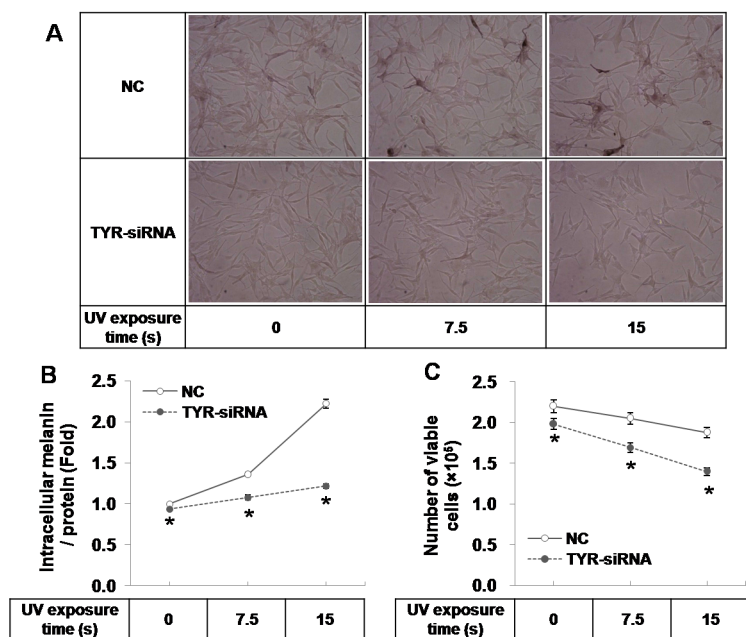 A
NC
TYR-siRNA
UV exposure
time (s)
0
7.5
15
B
Intracellular melanin
/ protein (Fold)
2.5
2.0
1.5
1.0
0.5
0.0
NC
TYR-siRNA
*
*
*
UV exposure
time (s)
0
7.5
15
C
Number of viable
cells (×10⁵)
2.5
2.0
1.5
1.0
0.5
0.0
*
*
*
NC
TYR-siRNA
UV exposure
time (s)
0
7.5
15